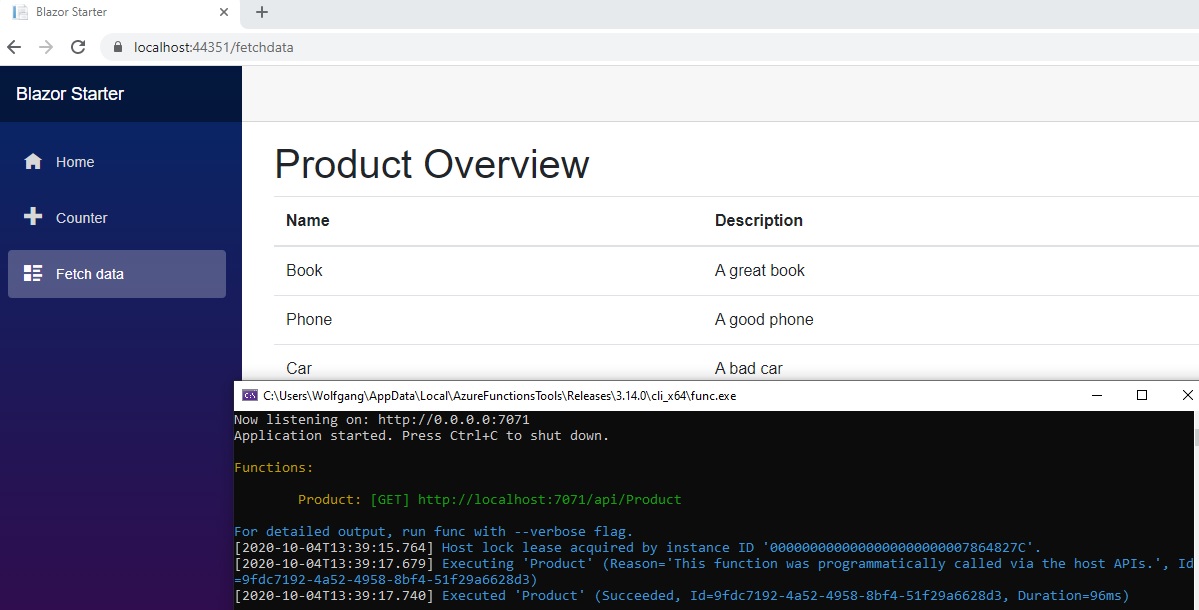 Blazor Starter
localhost:44351/fetchdata
Blazor Starter
Home
Counter
Fetch data
Product Overview
Name Description
Book A great book
Phone A good phone
Car A bad car
C:\Users\Wolfgang\AppData\Local\AzureFunctionsTools\Releases\3.14.0\cli_x64\func.exe
Now listening on: http://0.0.0.0:7071
Application started. Press Ctrl+C to shut down.
Functions:
Product: [GET] http://localhost:7071/api/Product
For detailed output, run func with --verbose flag.
[2020-10-04T13:39:15.764] Host lock lease acquired by instance ID '0000000000000000000000007864827C'.
[2020-10-04T13:39:17.679] Executing 'Product' (Reason='This function was programmatically called via the host APIs.', Id
=9fdc7192-4a52-4958-8bf4-51f29a6628d3)
[2020-10-04T13:39:17.740] Executed 'Product' (Succeeded, Id=9fdc7192-4a52-4958-8bf4-51f29a6628d3, Duration=96ms)